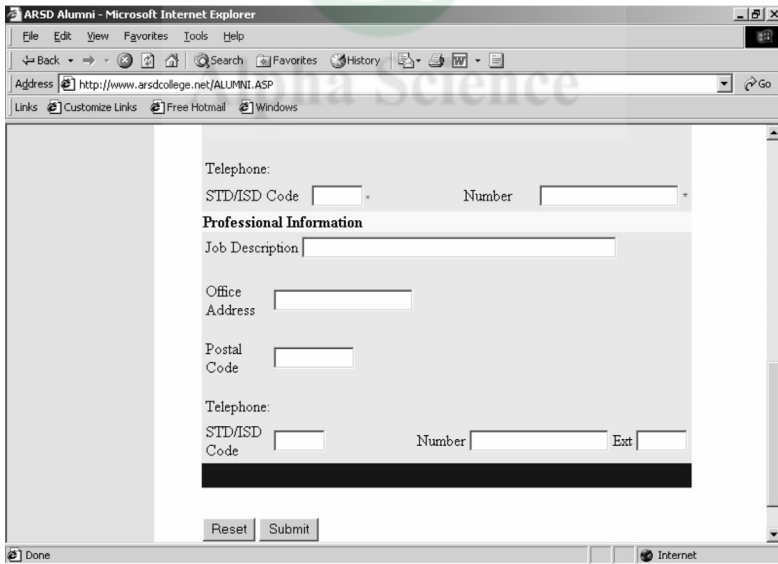 ARSD Alumni - Microsoft Internet Explorer
File Edit View Favorites Tools Help
Back Search Favorites History
Address http://www.arsdcollege.net/ALUMNI.ASP Go
Links Customize Links Free Hotmail Windows
Alpha Science
Telephone:
STD/ISD Code * Number *
Professional Information
Job Description
Office
Address
Postal
Code
Telephone:
STD/ISD
Code Number Ext
Reset Submit
Done Internet